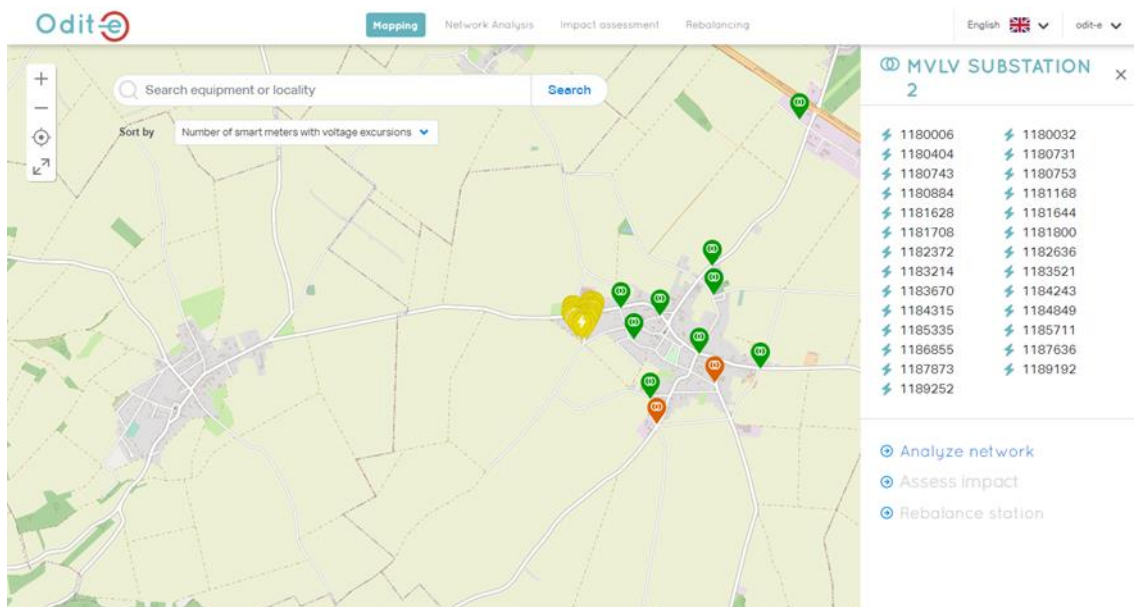 Odit-e
Mapping Network Analysis Impact assessment Rebalancing
English odit-e
Search equipment or locality Search
Sort by Number of smart meters with voltage excursions
MVLV SUBSTATION
2
1180006 1180032
1180404 1180731
1180743 1180753
1180884 1181168
1181628 1181644
1181708 1181800
1182372 1182636
1183214 1183521
1183670 1184243
1184315 1184849
1185335 1185711
1186855 1187636
1187873 1189192
1189252
Analyze network
Assess impact
Rebalance station